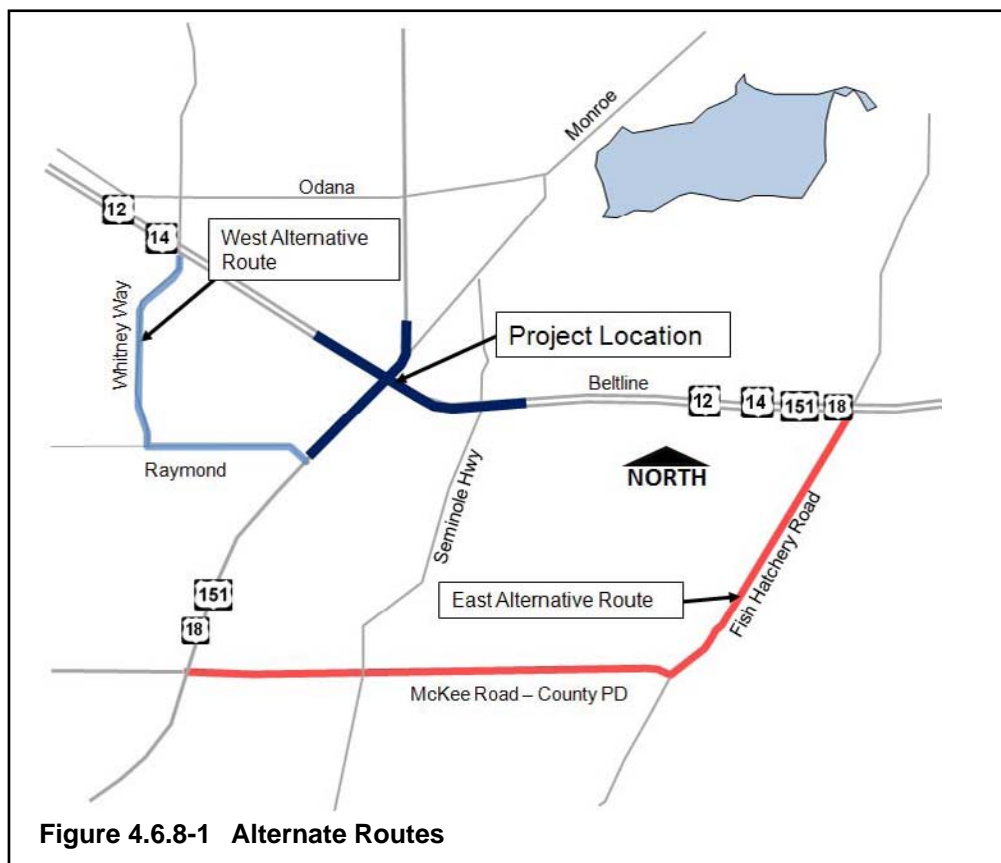 Monroe
Odana
12
14
West Alternative
Route
Whitney Way
Project Location
Beltline
12
14
151
18
Raymond
NORTH
Seminole Hwy
151
18
East Alternative Route
Fish Hatchery Road
McKee Road – County PD
Figure 4.6.8-1 Alternate Routes